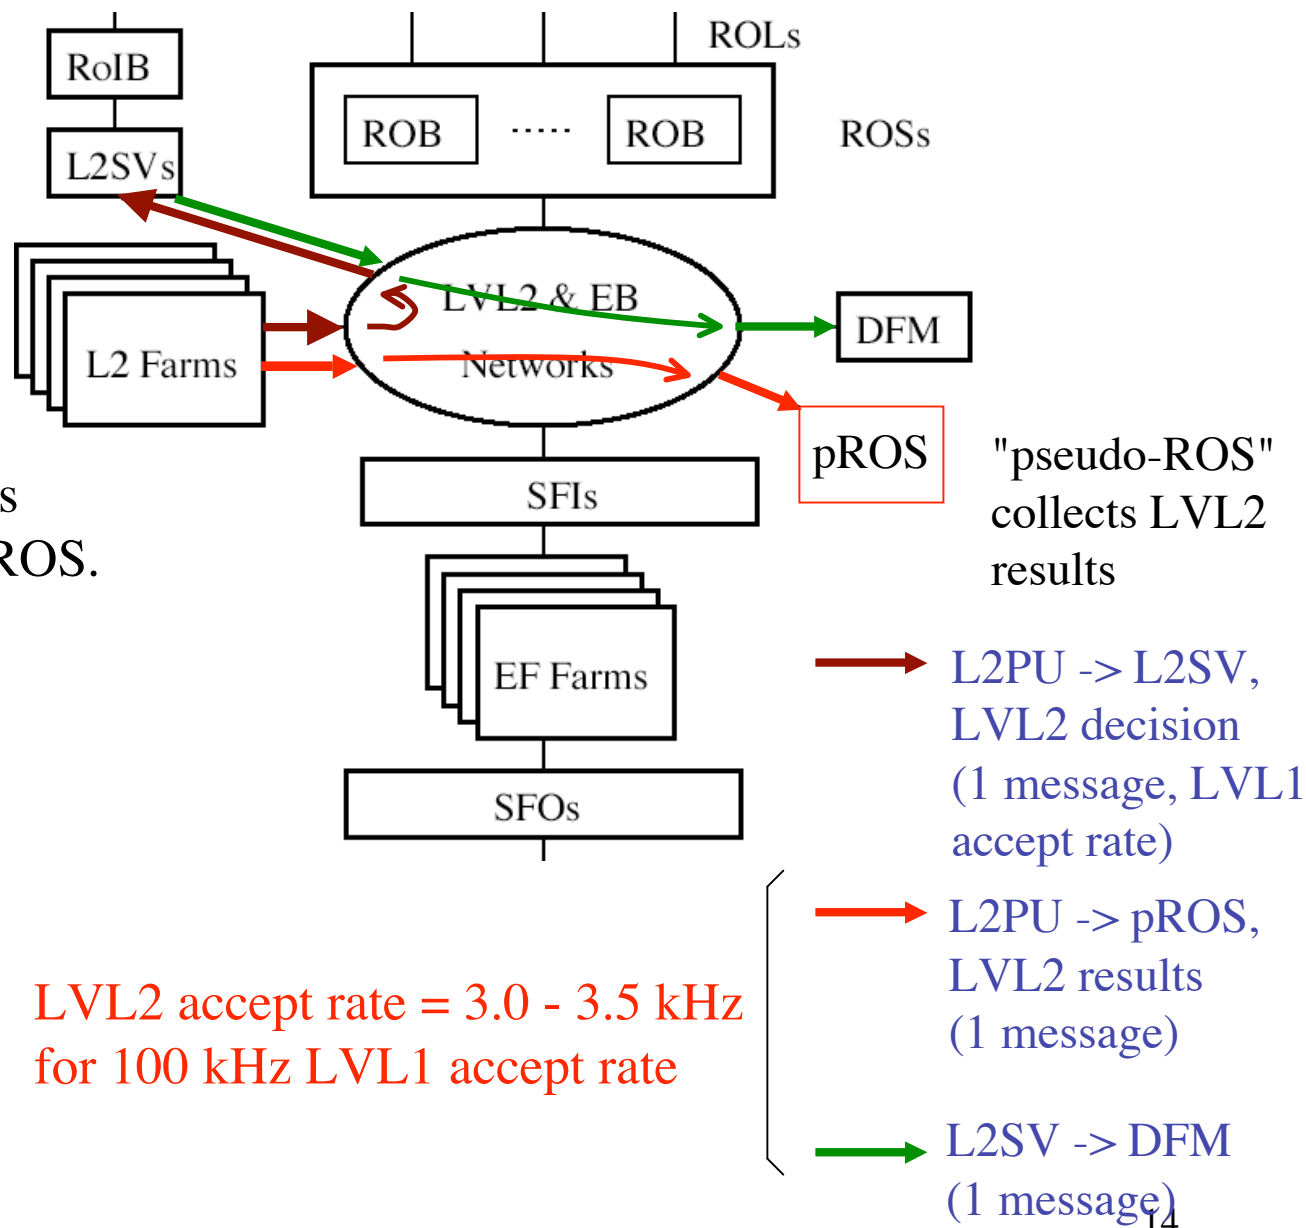 ROLs
RoIB
ROB ..... ROB
ROSs
L2SVs
LVL2 & EB
Networks
DFM
L2 Farms
pROS
"pseudo-ROS"
collects LVL2
results
s
ROS.
SFIs
EF Farms
SFOs
L2PU -> L2SV,
LVL2 decision
(1 message, LVL1
accept rate)
L2PU -> pROS,
LVL2 results
(1 message)
LVL2 accept rate = 3.0 - 3.5 kHz
for 100 kHz LVL1 accept rate
L2SV -> DFM
(1 message)
14